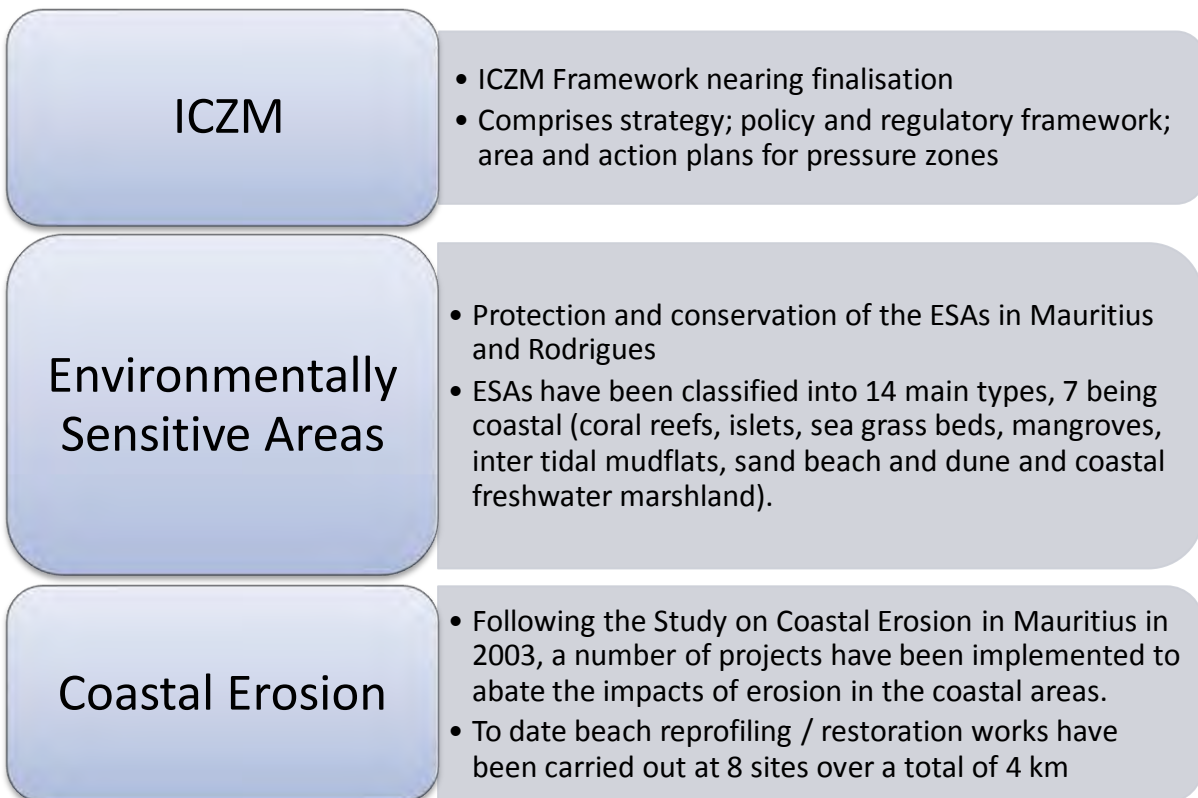 ICZM
• ICZM Framework nearing finalisation
• Comprises strategy; policy and regulatory framework;
area and action plans for pressure zones
Environmentally
Sensitive Areas
• Protection and conservation of the ESAs in Mauritius
and Rodrigues
• ESAs have been classified into 14 main types, 7 being
coastal (coral reefs, islets, sea grass beds, mangroves,
inter tidal mudflats, sand beach and dune and coastal
freshwater marshland).
Coastal Erosion
• Following the Study on Coastal Erosion in Mauritius in
2003, a number of projects have been implemented to
abate the impacts of erosion in the coastal areas.
• To date beach reprofiling / restoration works have
been carried out at 8 sites over a total of 4 km